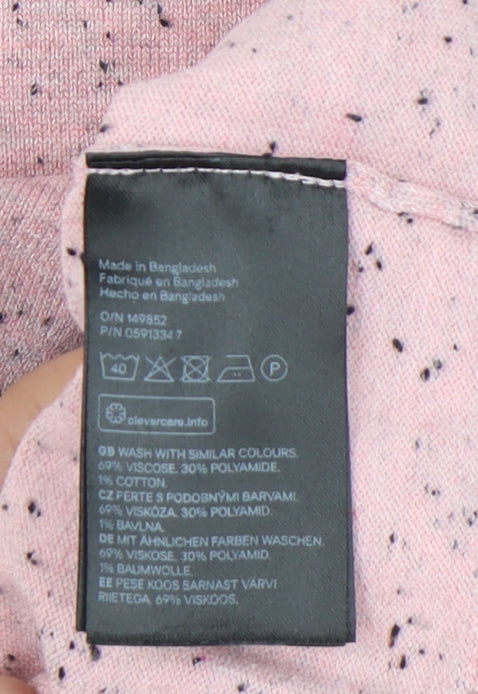 Made in Bangladesh
Fabriqué en Bangladesh
Hecho en Bangladesh
O/N 149852
P/N 0591334 7
40 P
clevercare.info
GB WASH WITH SIMILAR COLOURS.
69% VISCOSE, 30% POLYAMIDE,
1% COTTON.
CZ PERTE S PODOBNÝMI BARVAMI.
69% VISKÓZA, 30% POLYAMID,
1% BAVLNA.
DE MIT ÄHNLICHEN FARBEN WASCHEN.
69% VISKOSE, 30% POLYAMID,
1% BAUMWOLLE.
EE PESE KOOS SARNAST VÄRVI
RIIETEGA. 69% VISKOOS,